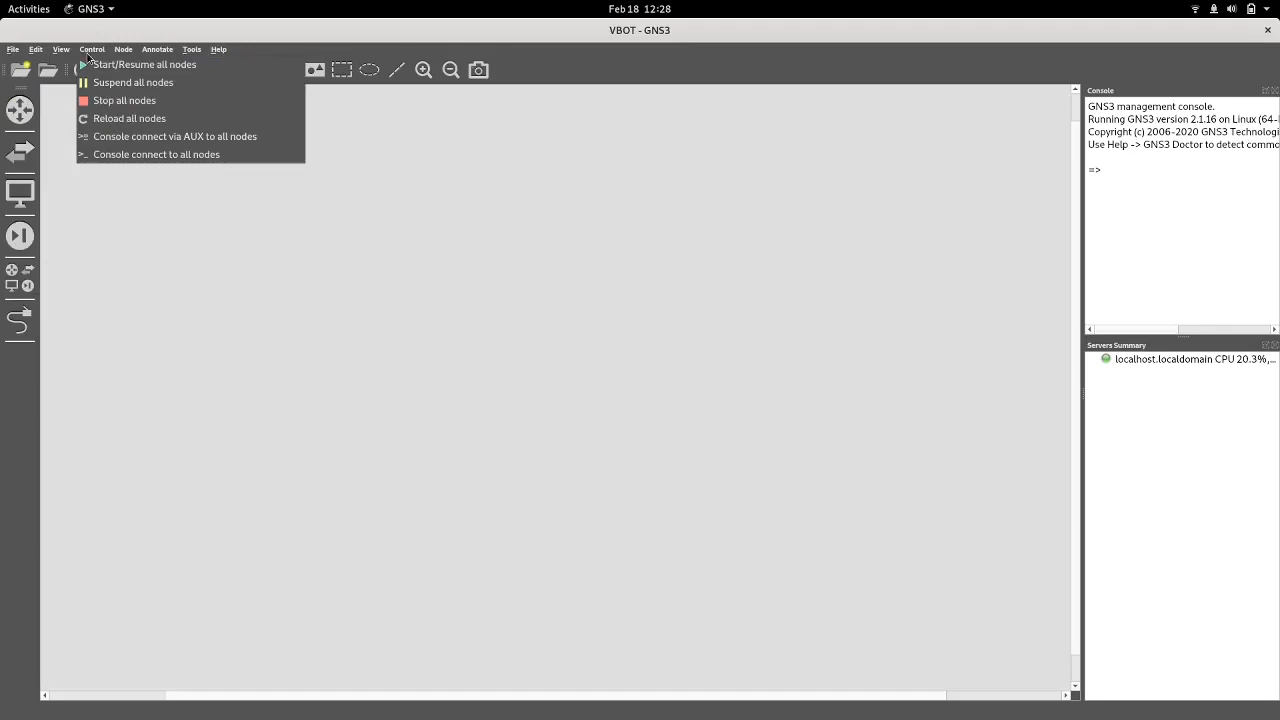 Activities
GNS3
Feb 18 12:28
VBOT - GNS3
File Edit View Control Node Annotate Tools Help
Start/Resume all nodes
Suspend all nodes
Stop all nodes
Reload all nodes
Console connect via AUX to all nodes
Console connect to all nodes
Console
GNS3 management console.
Running GNS3 version 2.1.16 on Linux (64-
Copyright (c) 2006-2020 GNS3 Technologi
Use Help -> GNS3 Doctor to detect commo
=>
Servers Summary
localhost.localdomain CPU 20.3%,...